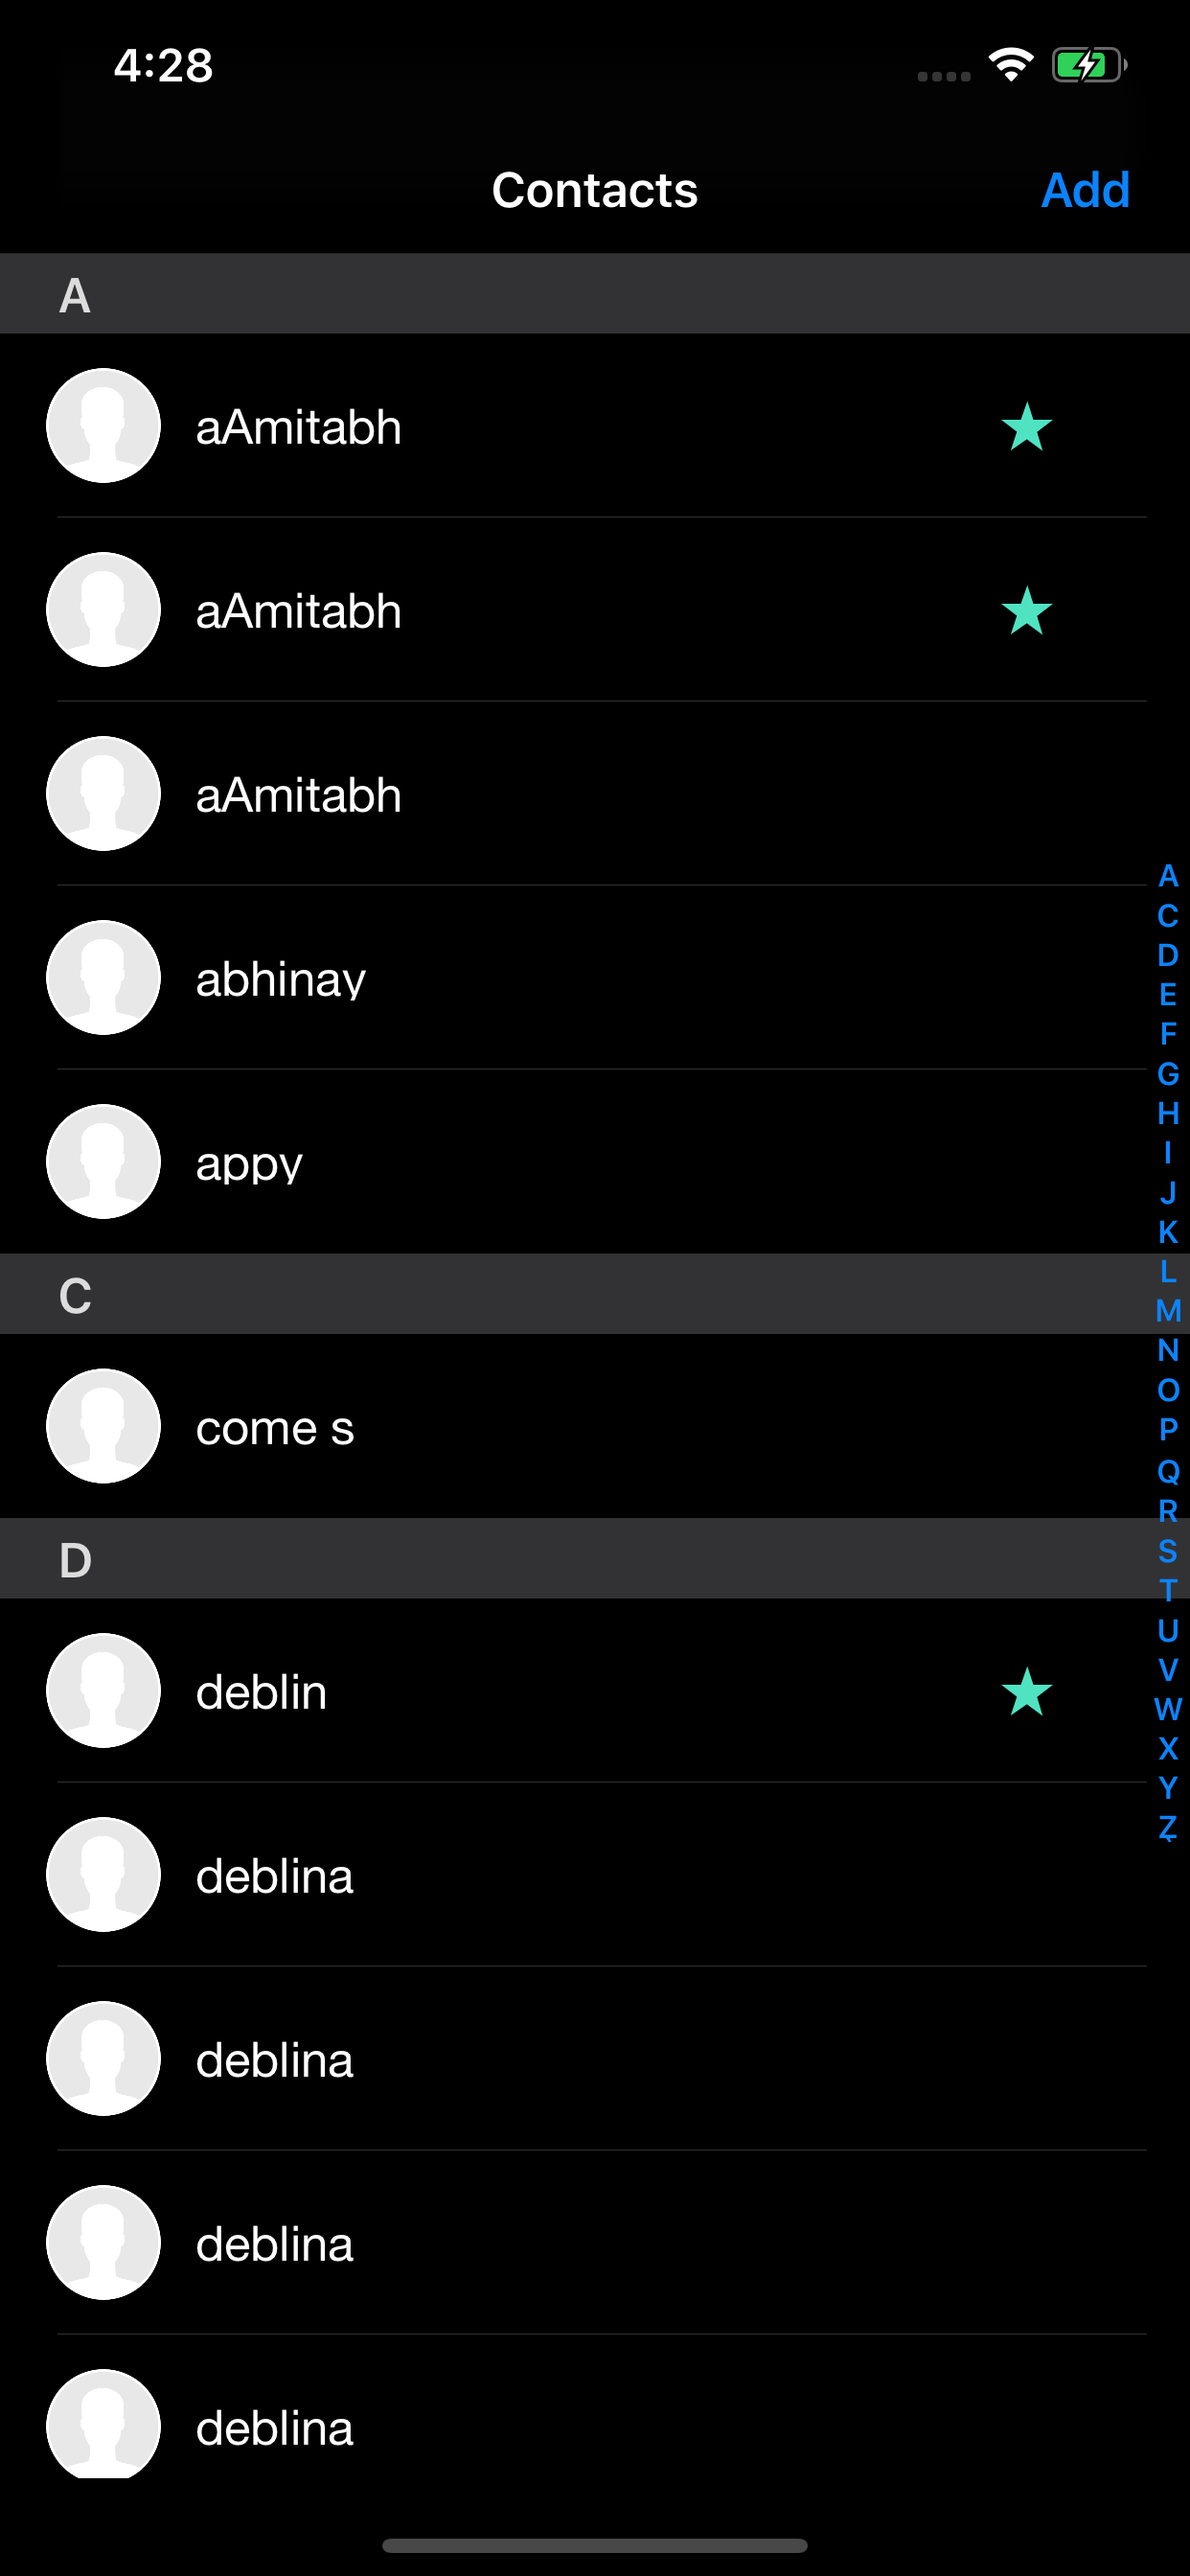 4:28
Contacts Add
A
aAmitabh
aAmitabh
aAmitabh
abhinay
appy
C
come s
D
deblin
deblina
deblina
deblina
deblina
A
C
D
E
F
G
H
I
J
K
L
M
N
O
P
Q
R
S
T
U
V
W
X
Y
Z